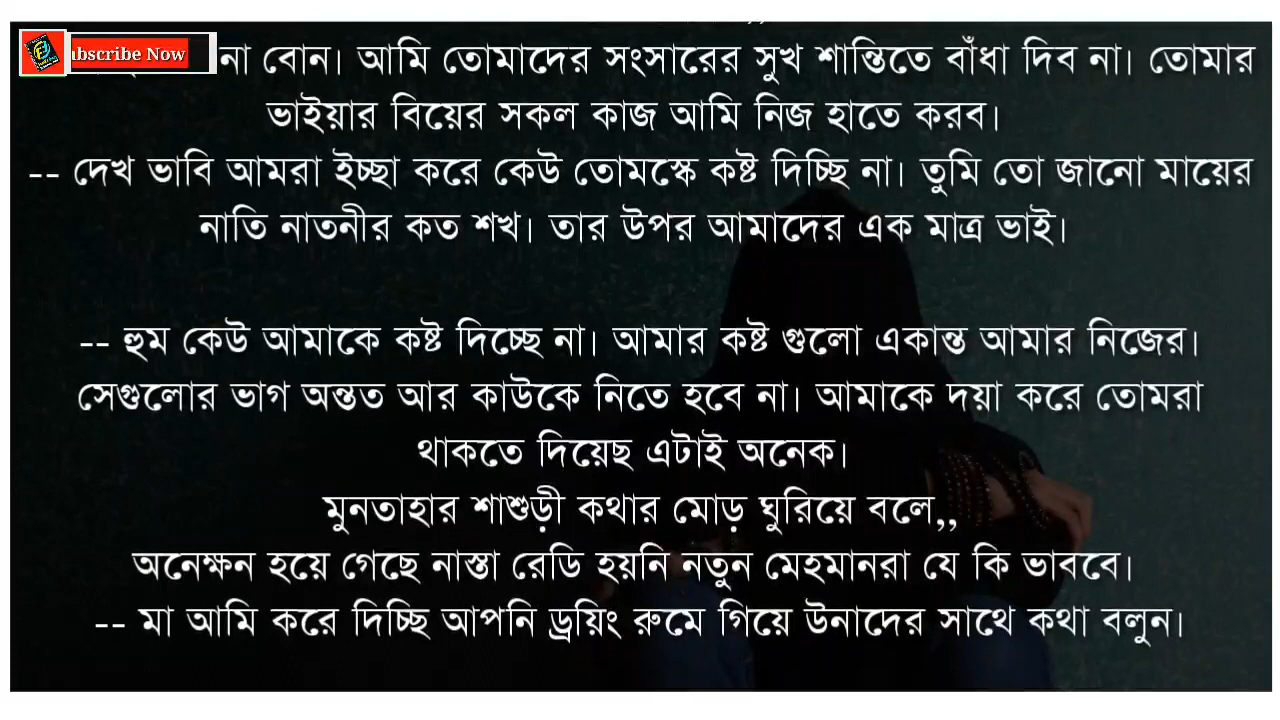 Subscribe Now
না বোন। আমি তোমাদের সংসারের সুখ শান্তিতে বাঁধা দিব না। তোমার
ভাইয়ার বিয়ের সকল কাজ আমি নিজ হাতে করব।
-- দেখ ভাবি আমরা ইচ্ছা করে কেউ তোমস্কে কষ্ট দিচ্ছি না। তুমি তো জানো মায়ের
নাতি নাতনীর কত শখ। তার উপর আমাদের এক মাত্র ভাই।
-- হুম কেউ আমাকে কষ্ট দিচ্ছে না। আমার কষ্ট গুলো একান্ত আমার নিজের।
সেগুলোর ভাগ অন্তত আর কাউকে নিতে হবে না। আমাকে দয়া করে তোমরা
থাকতে দিয়েছ এটাই অনেক।
মুনতাহার শাশুড়ী কথার মোড় ঘুরিয়ে বলে,,
অনেক্ষন হয়ে গেছে নাস্তা রেডি হয়নি নতুন মেহমানরা যে কি ভাববে।
-- মা আমি করে দিচ্ছি আপনি ড্রয়িং রুমে গিয়ে উনাদের সাথে কথা বলুন।